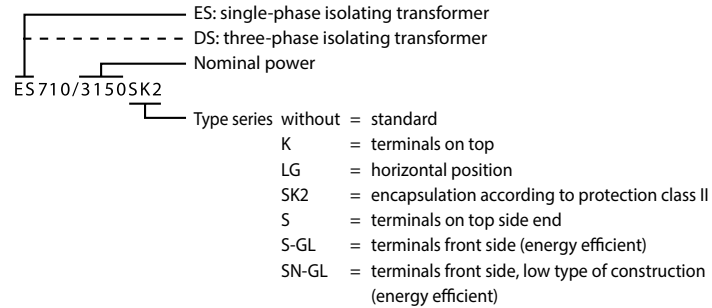 ES: single-phase isolating transformer
DS: three-phase isolating transformer
Nominal power
ES710/3150SK2
Type series without = standard
K = terminals on top
LG = horizontal position
SK2 = encapsulation according to protection class II
S = terminals on top side end
S-GL = terminals front side (energy efficient)
SN-GL = terminals front side, low type of construction
(energy efficient)